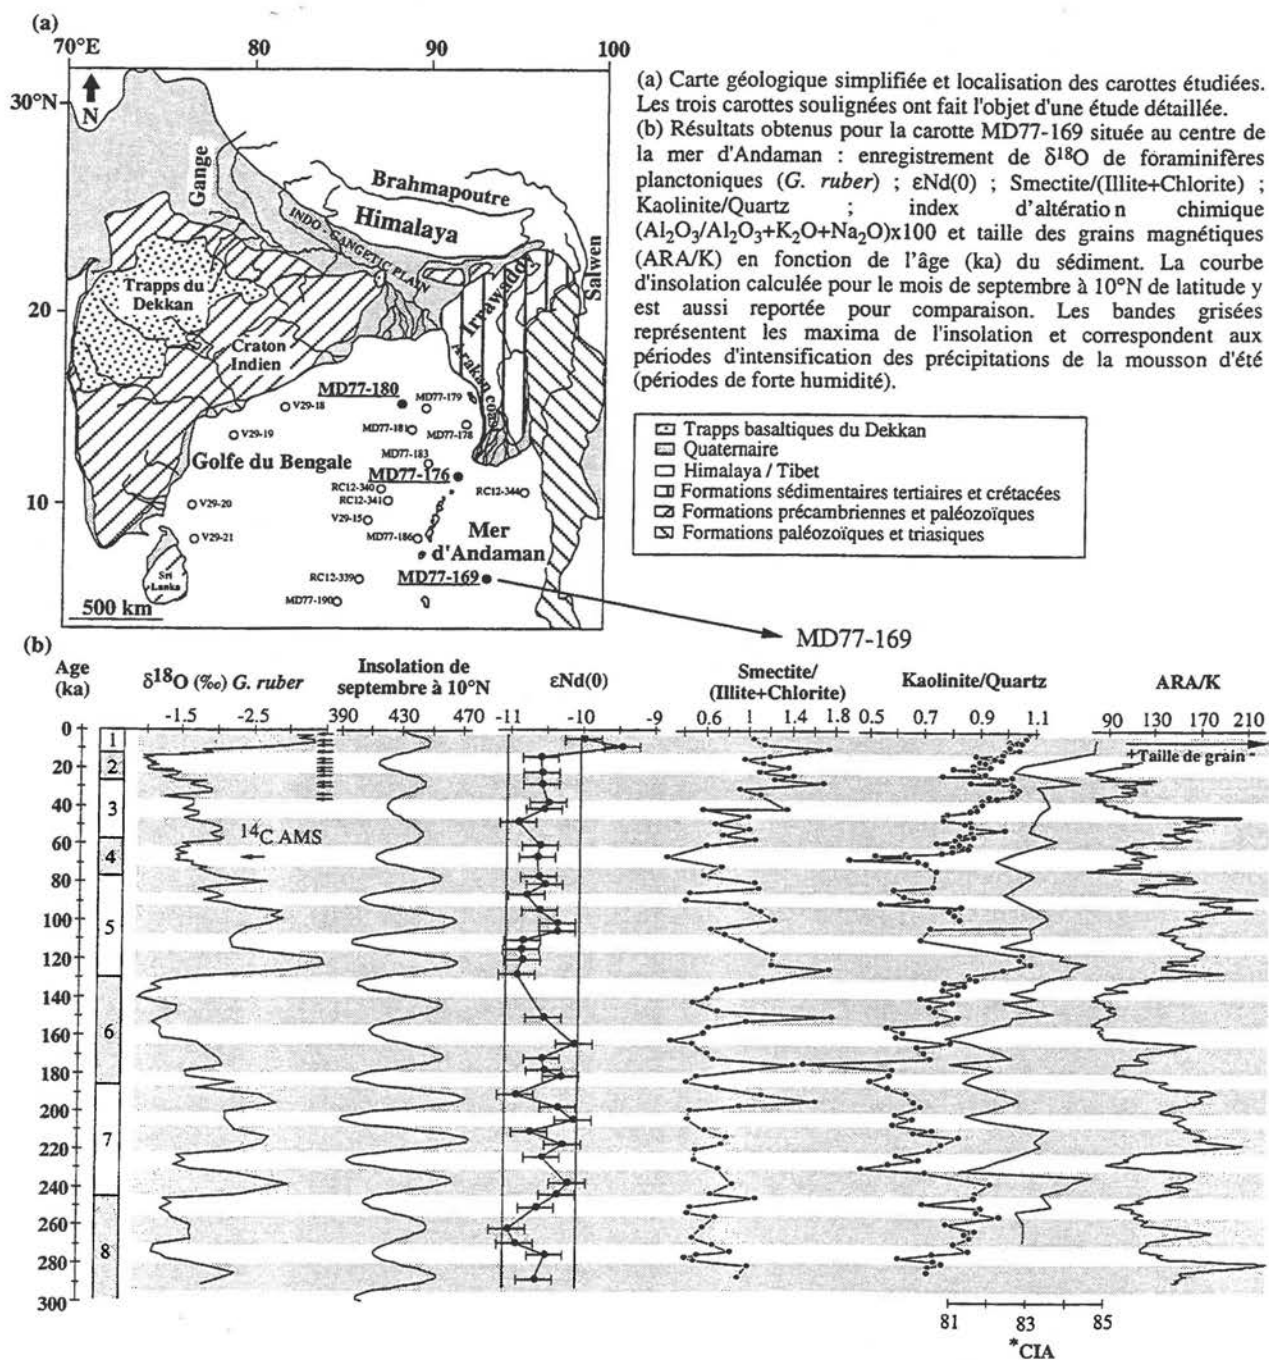 (a)
70°E 80 90 100
30°N
N
20
10
Gange
Brahmapoutre
Himalaya
INDO - GANGETIC PLAIN
Irrawaddy
Salween
Trapps du
Dekkan
Craton
Indien
Arakan coast
MD77-180
MD77-179
V29-18
V29-19
MD77-181
MD77-178
MD77-183
Golfe du Bengale
MD77-176
RC12-340
RC12-341
RC12-344
V29-20
V29-15
V29-21
MD77-186
Mer
d'Andaman
Sri
Lanka
RC12-339
MD77-169
MD77-190
500 km
(a) Carte géologique simplifiée et localisation des carottes étudiées.
Les trois carottes soulignées ont fait l'objet d'une étude détaillée.
(b) Résultats obtenus pour la carotte MD77-169 située au centre de
la mer d'Andaman : enregistrement de δ18O de foraminifères
planctoniques (G. ruber) ; εNd(0) ; Smectite/(Illite+Chlorite) ;
Kaolinite/Quartz ; index d'altération chimique
(Al2O3/Al2O3+K2O+Na2O)x100 et taille des grains magnétiques
(ARA/K) en fonction de l'âge (ka) du sédiment. La courbe
d'insolation calculée pour le mois de septembre à 10°N de latitude y
est aussi reportée pour comparaison. Les bandes grisées
représentent les maxima de l'insolation et correspondent aux
périodes d'intensification des précipitations de la mousson d'été
(périodes de forte humidité).
Trapps basaltiques du Dekkan
Quaternaire
Himalaya / Tibet
Formations sédimentaires tertiaires et crétacées
Formations précambriennes et paléozoïques
Formations paléozoïques et triasiques
MD77-169
(b)
Age
(ka)
δ18O (‰) G. ruber
Insolation de
septembre à 10°N
εNd(0)
Smectite/
(Illite+Chlorite)
Kaolinite/Quartz
ARA/K
-1.5 -2.5
390 430 470
-11 -10 -9
0.6 1 1.4 1.8
0.5 0.7 0.9 1.1
90 130 170 210
+Taille de grain -
0
20
40
60
80
100
120
140
160
180
200
220
240
260
280
300
1
2
3
4
5
6
7
8
14C AMS
81 83 85
*CIA